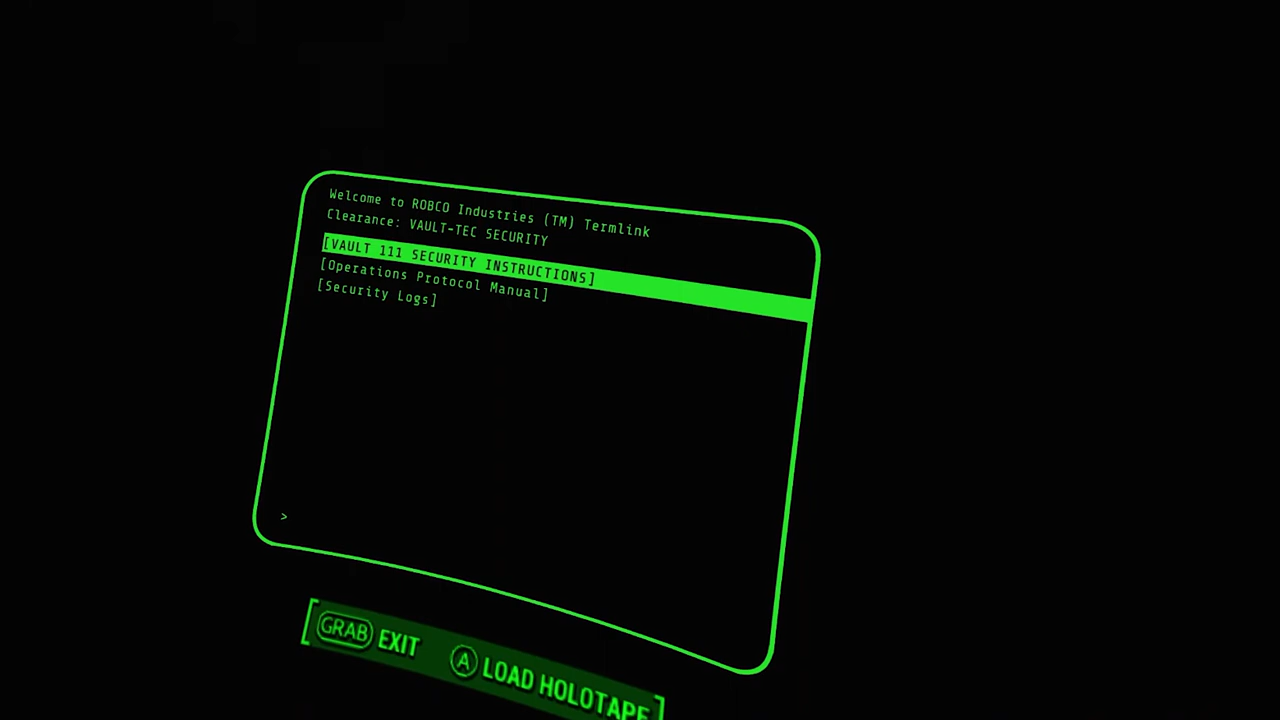 Welcome to ROBCO Industries (TM) Termlink
Clearance: VAULT-TEC SECURITY
[VAULT 111 SECURITY INSTRUCTIONS]
[Operations Protocol Manual]
[Security Logs]
>
GRAB EXIT A LOAD HOLOTAPE